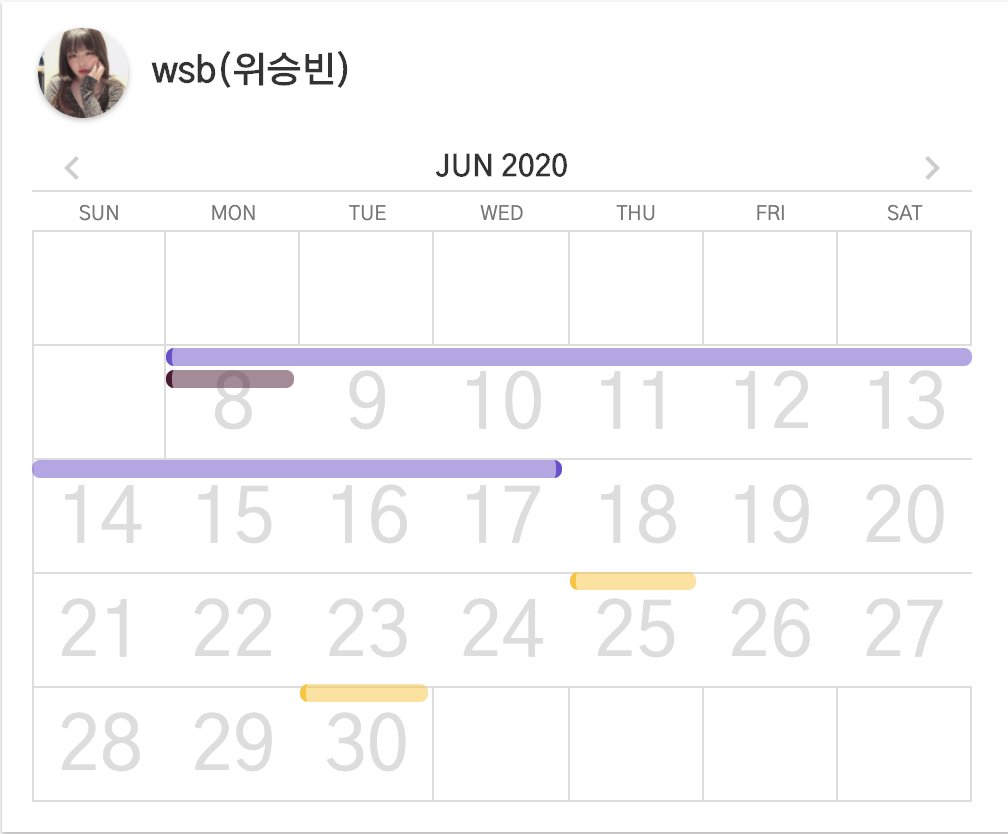 wsb(위승빈)
JUN 2020
SUN MON TUE WED THU FRI SAT
8 9 10 11 12 13
14 15 16 17 18 19 20
21 22 23 24 25 26 27
28 29 30